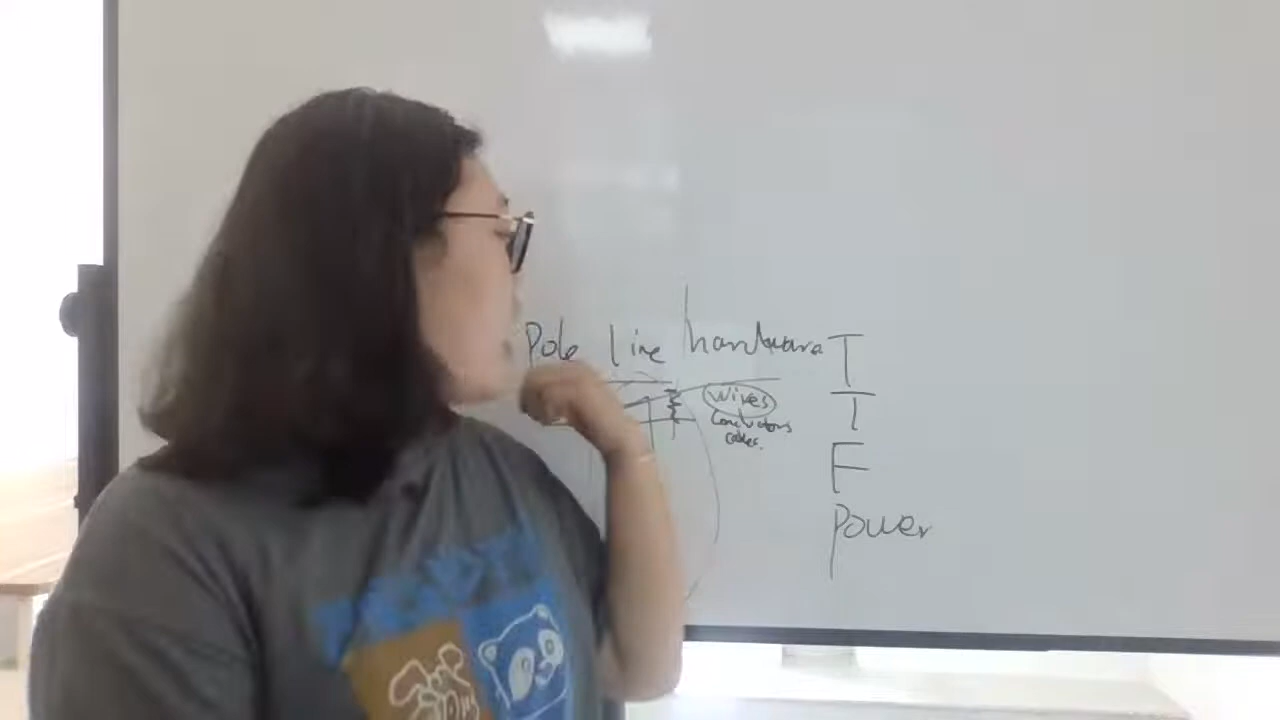 Pole line hardware
wires
Conductors
cables.
T
I
F
Power